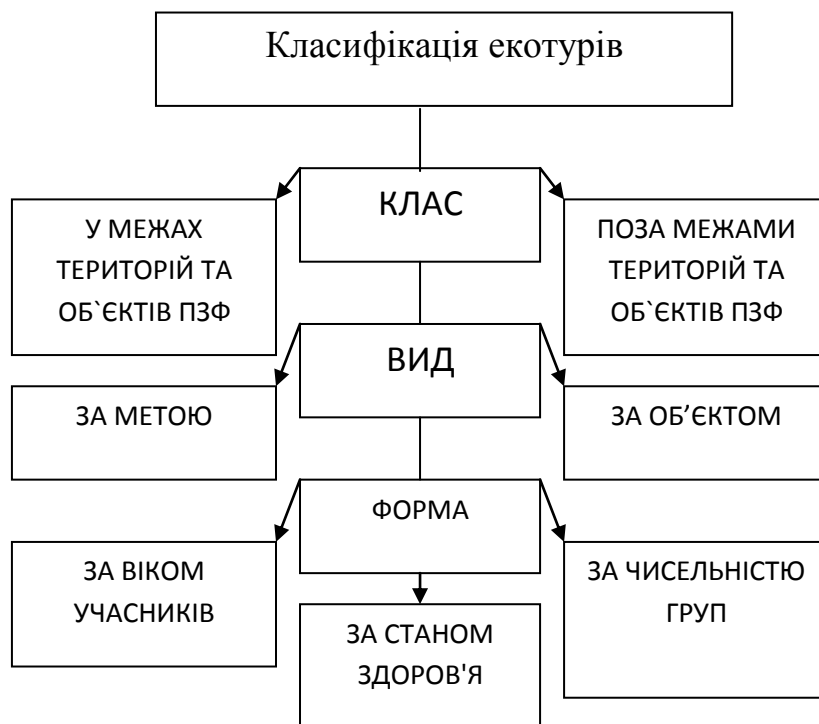 Класифікація екотурів
КЛАС
У МЕЖАХ
ТЕРИТОРІЙ ТА
ОБ`ЄКТІВ ПЗФ
ПОЗА МЕЖАМИ
ТЕРИТОРІЙ ТА
ОБ`ЄКТІВ ПЗФ
ВИД
ЗА МЕТОЮ
ЗА ОБ’ЄКТОМ
ФОРМА
ЗА ВІКОМ
УЧАСНИКІВ
ЗА СТАНОМ
ЗДОРОВ'Я
ЗА ЧИСЕЛЬНІСТЮ
ГРУП